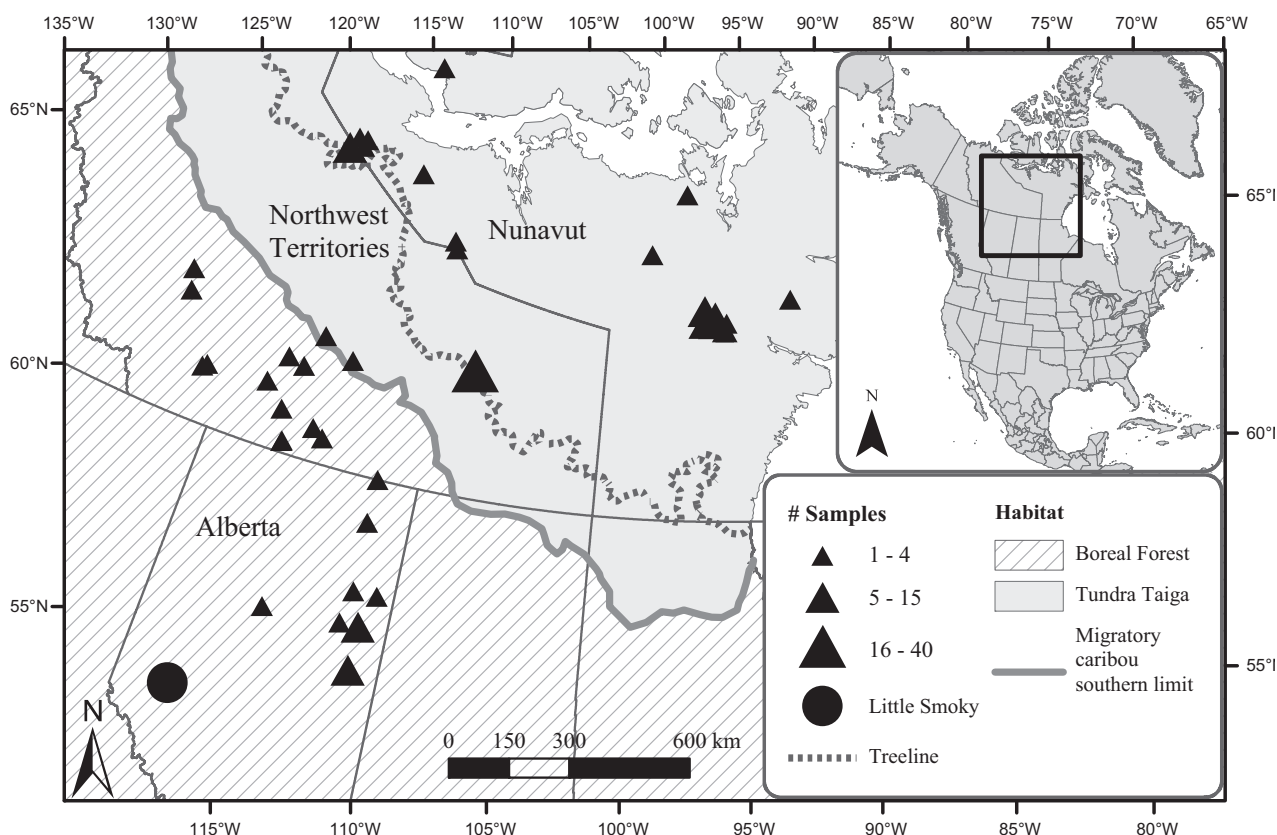 135°W 130°W 125°W 120°W 115°W 110°W 105°W 100°W 95°W 90°W 85°W 80°W 75°W 70°W 65°W
65°N
60°N
55°N
65°N
60°N
55°N
Northwest
Territories
Nunavut
Alberta
N
N
0 150 300 600 km
# Samples
1 - 4
5 - 15
16 - 40
Little Smoky
Treeline
Habitat
Boreal Forest
Tundra Taiga
Migratory
caribou
southern limit
115°W 110°W 105°W 100°W 95°W 90°W 85°W 80°W